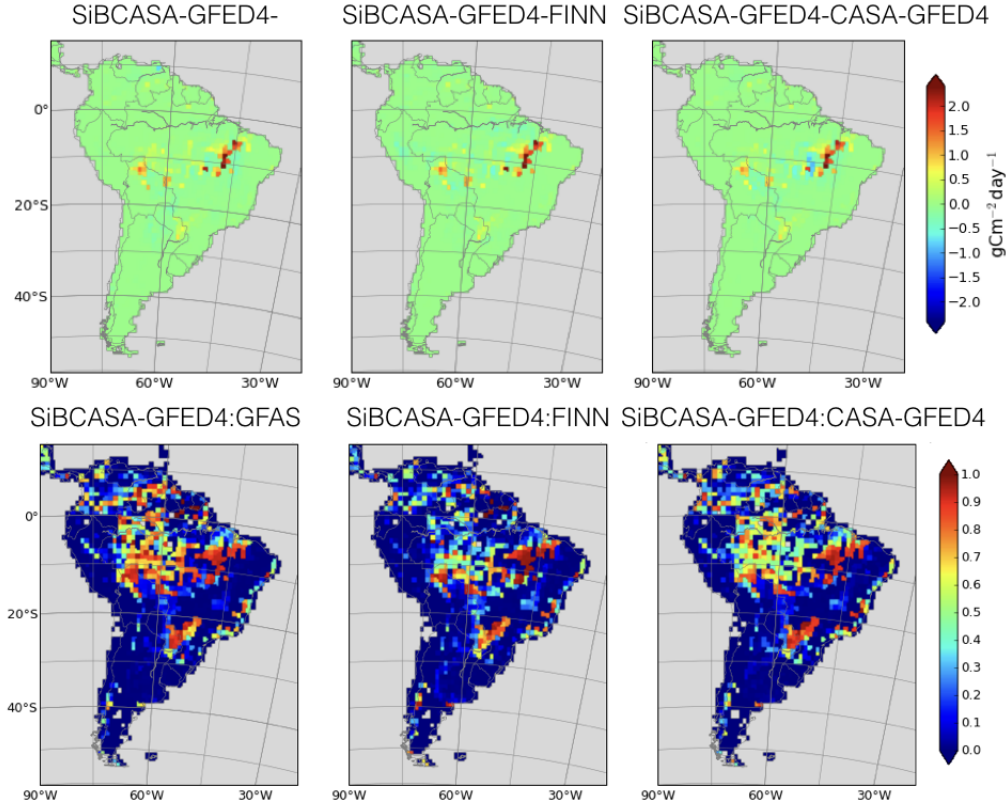 SiBCASA-GFED4- SiBCASA-GFED4-FINN SiBCASA-GFED4-CASA-GFED4
0°
20°S
40°S
90°W 60°W 30°W 90°W 60°W 30°W 90°W 60°W 30°W
2.0
1.5
1.0
0.5
0.0
−0.5
−1.0
−1.5
−2.0
gCm⁻² day⁻¹
SiBCASA-GFED4:GFAS SiBCASA-GFED4:FINN SiBCASA-GFED4:CASA-GFED4
0°
20°S
40°S
90°W 60°W 30°W 90°W 60°W 30°W 90°W 60°W 30°W
1.0
0.9
0.8
0.7
0.6
0.5
0.4
0.3
0.2
0.1
0.0